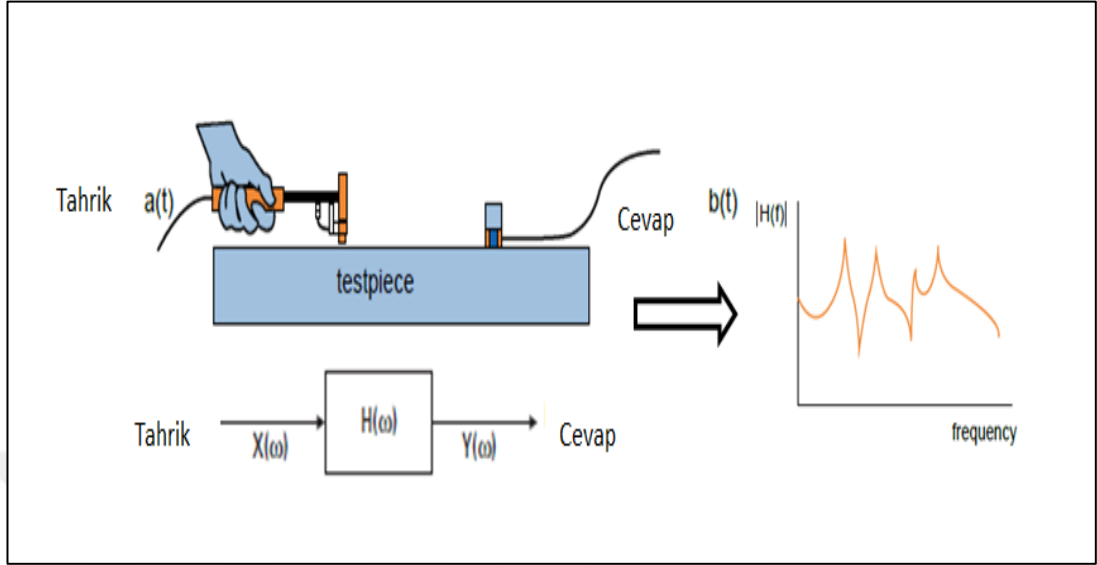 Tahrik a(t)
Cevap b(t)
|H(f)|
testpiece
frequency
Tahrik
X(ω)
H(ω)
Y(ω)
Cevap